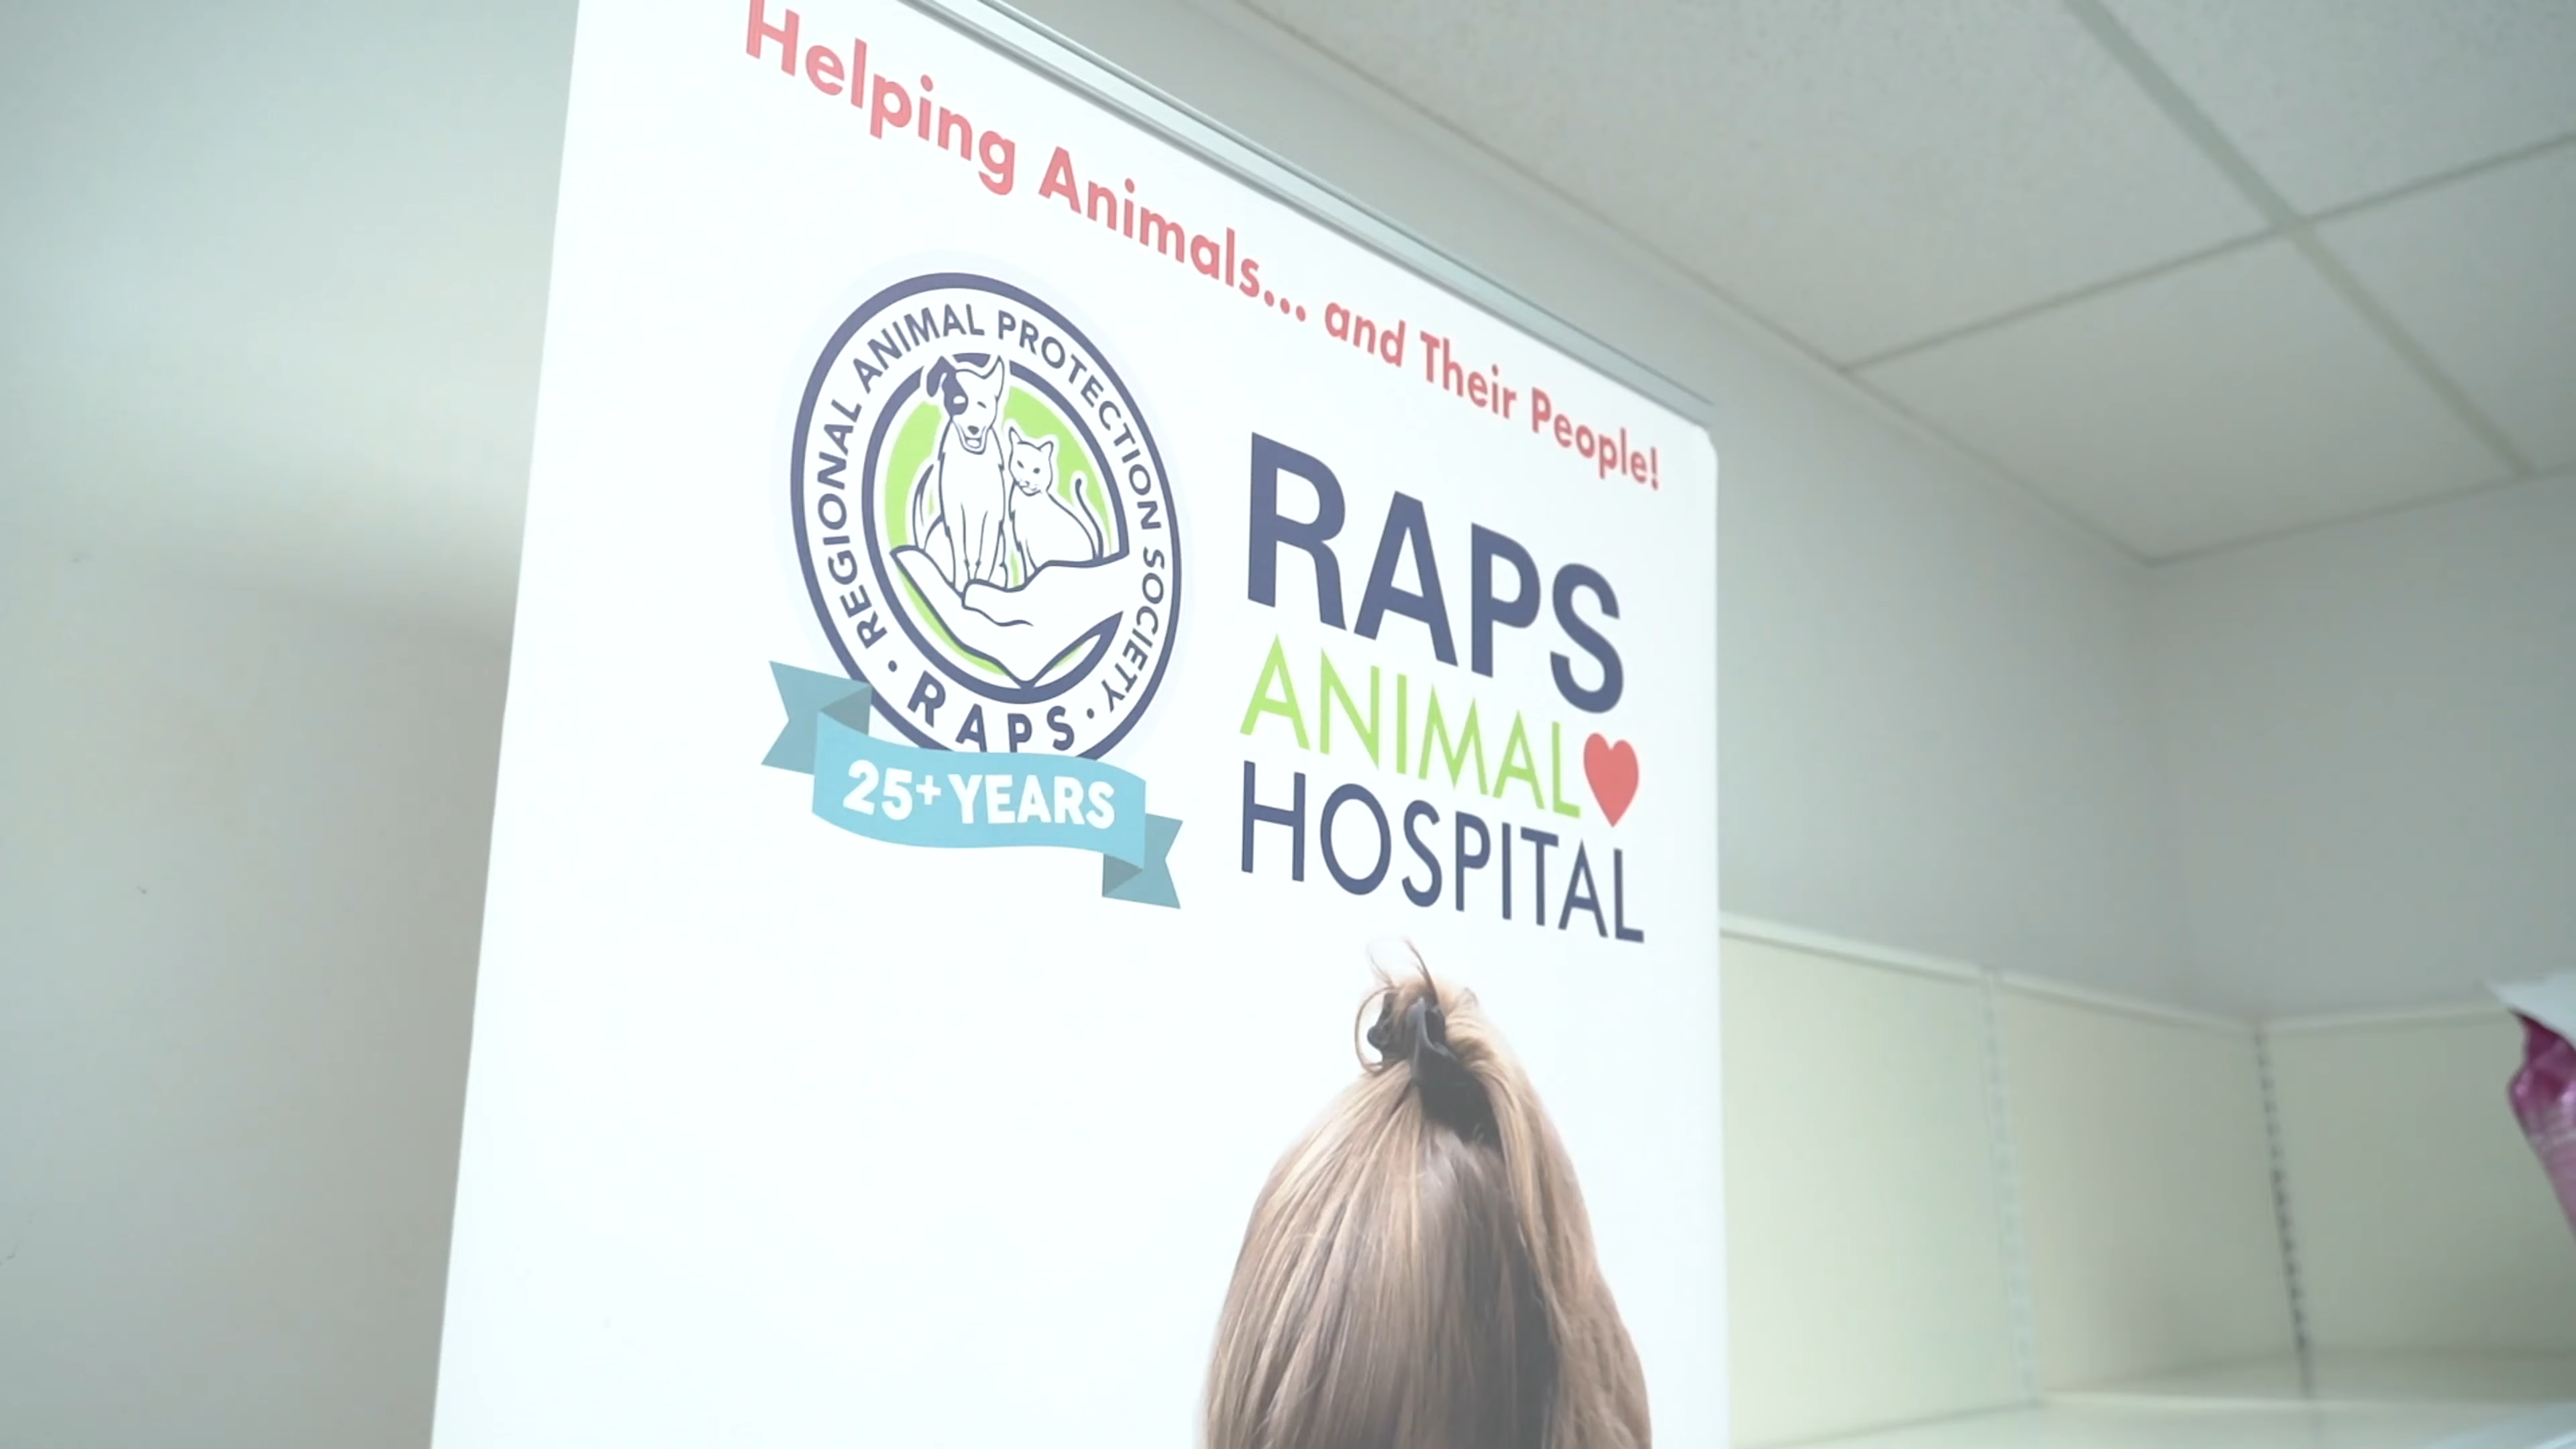 Helping Animals... and Their People!
REGIONAL ANIMAL PROTECTION SOCIETY
• RAPS •
25+ YEARS
RAPS
ANIMAL
HOSPITAL